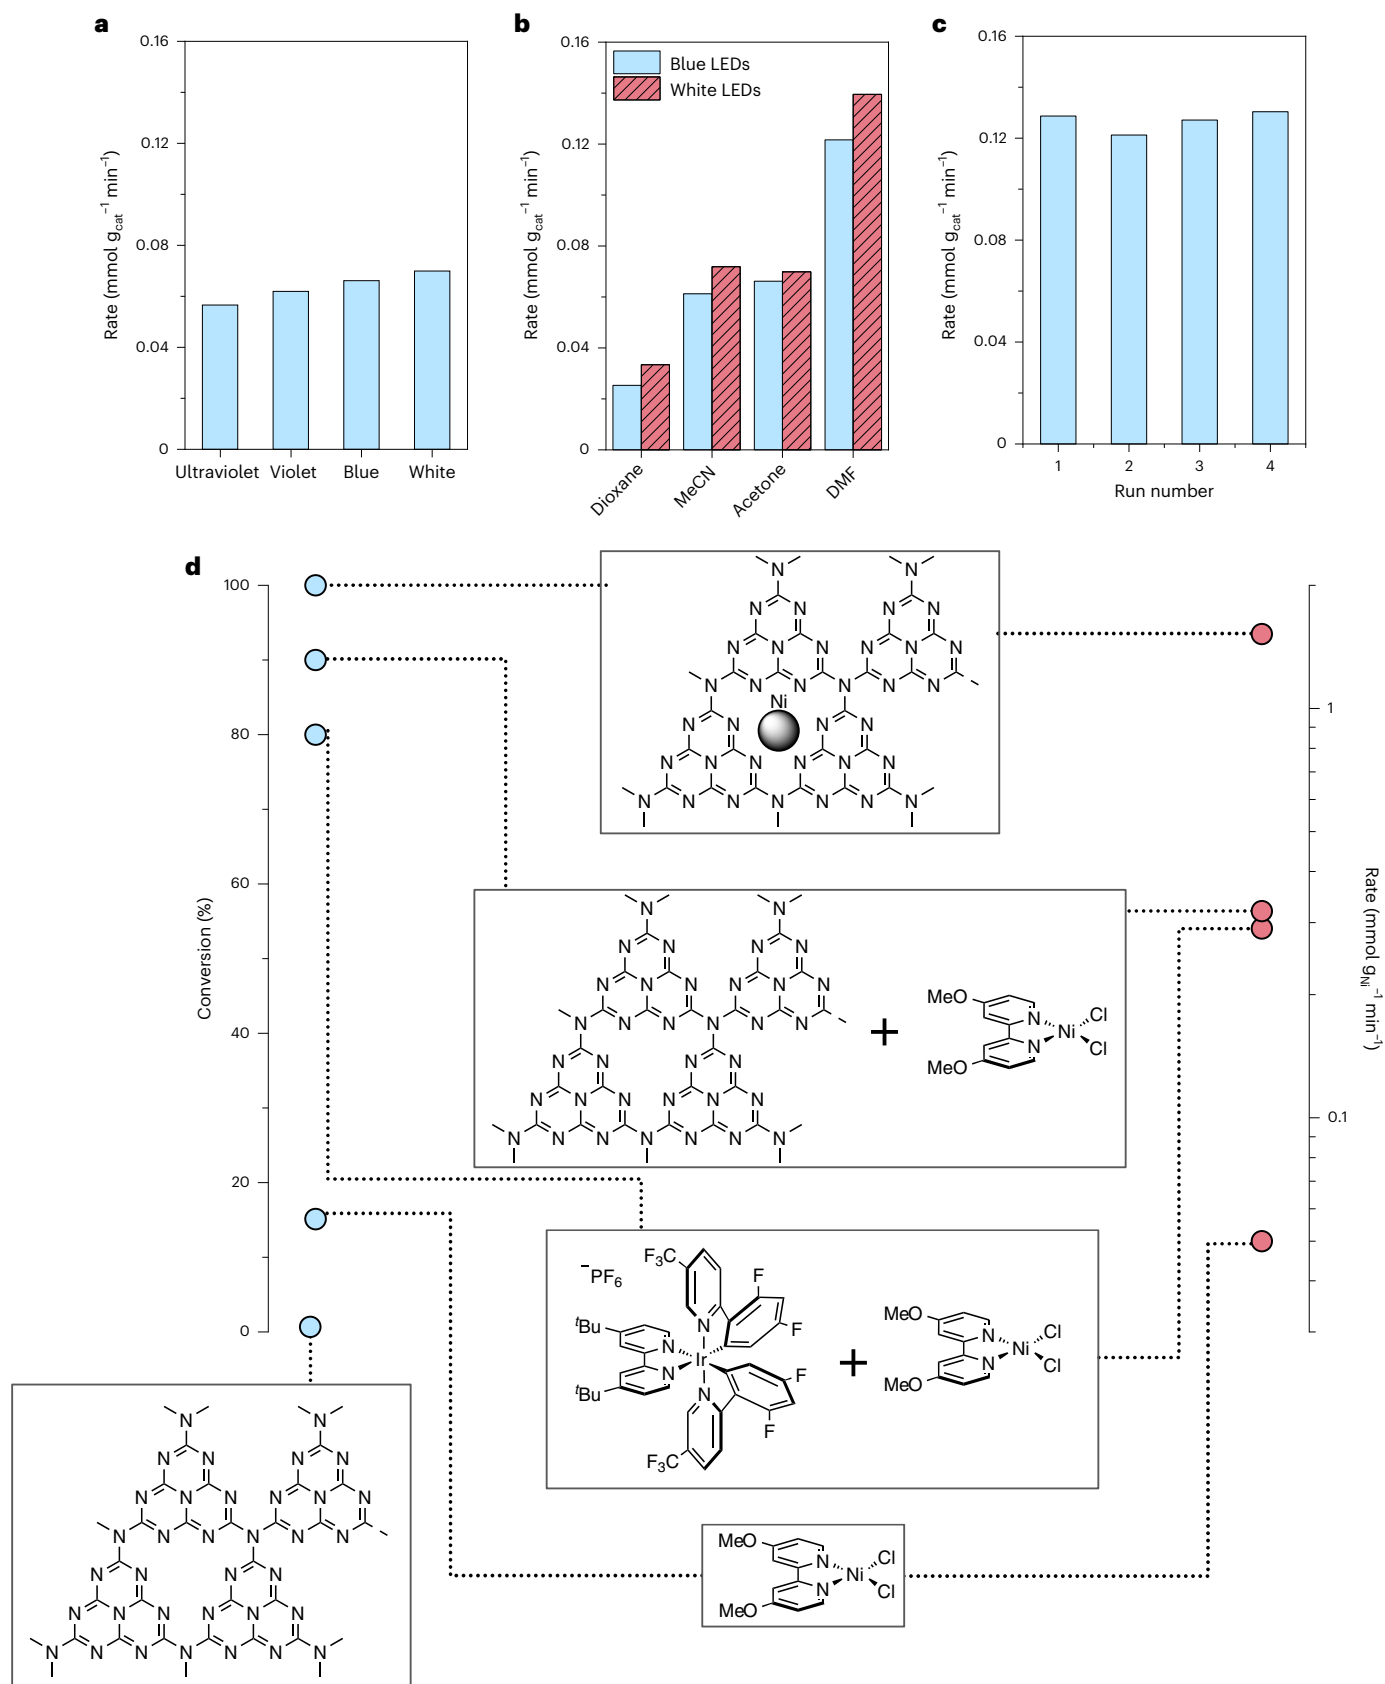 a
0.16
0.12
0.08
0.04
0
Rate (mmol g_cat^−1 min^−1)
Ultraviolet Violet Blue White
b
0.16
0.12
0.08
0.04
0
Rate (mmol g_cat^−1 min^−1)
Blue LEDs
White LEDs
Dioxane MeCN Acetone DMF
c
0.16
0.12
0.08
0.04
0
Rate (mmol g_cat^−1 min^−1)
1 2 3 4
Run number
d
100
80
60
40
20
0
Conversion (%)
Ni
MeO
MeO
N
N
Ni
Cl
Cl
−PF6
tBu
tBu
F3C
F
F
N
N
N
Ir
N
F
F
F3C
MeO
MeO
N
N
Ni
Cl
Cl
MeO
MeO
N
N
Ni
Cl
Cl
1
0.1
Rate (mmol g_Ni^−1 min^−1)